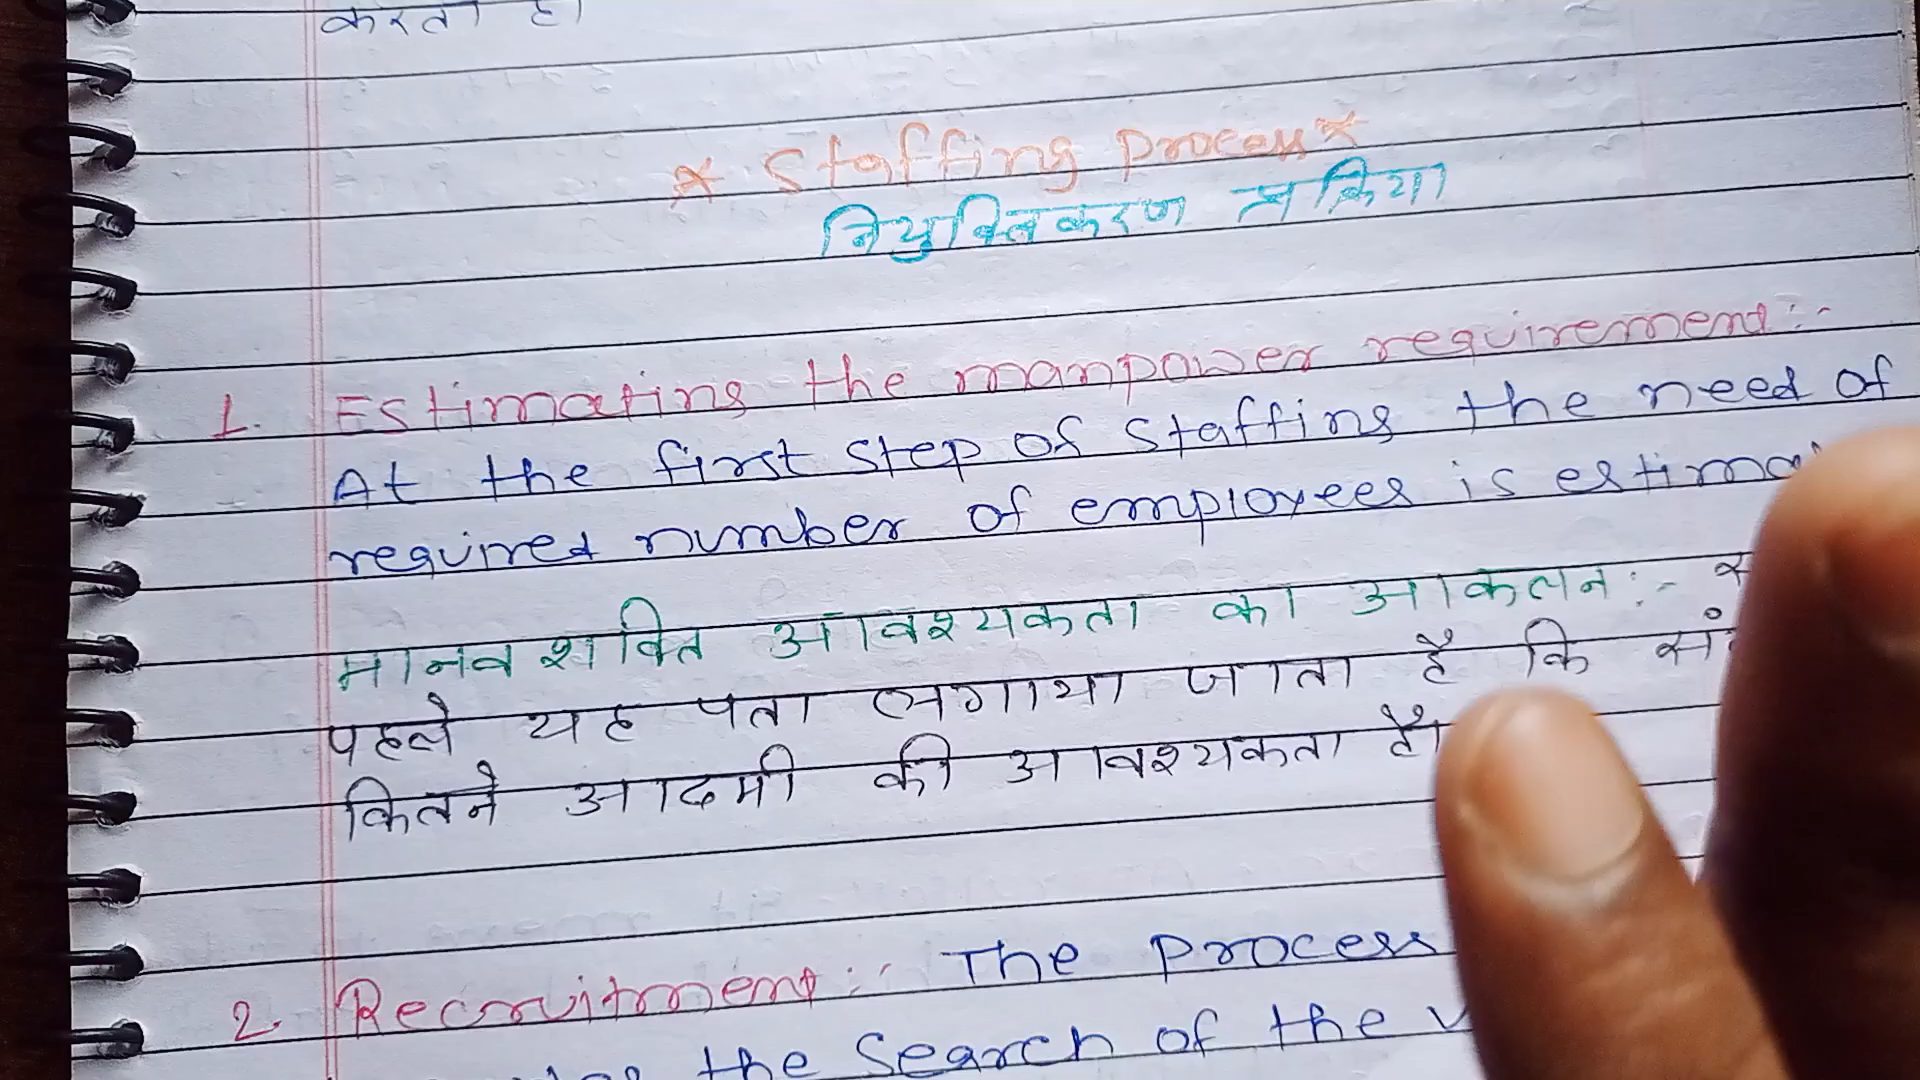 करता है।
* Staffing Process *
नियुक्तिकरण प्रक्रिया
1. Estimating the manpower requirement:-
At the first step of staffing the need of
required number of employees is
मानव शक्ति आवश्यकता का आकलन:-
पहले यह पता लगाया जाता है कि
कितने आदमी की आवश्यकता है।
2. Recruitment:- The Process
the search of the